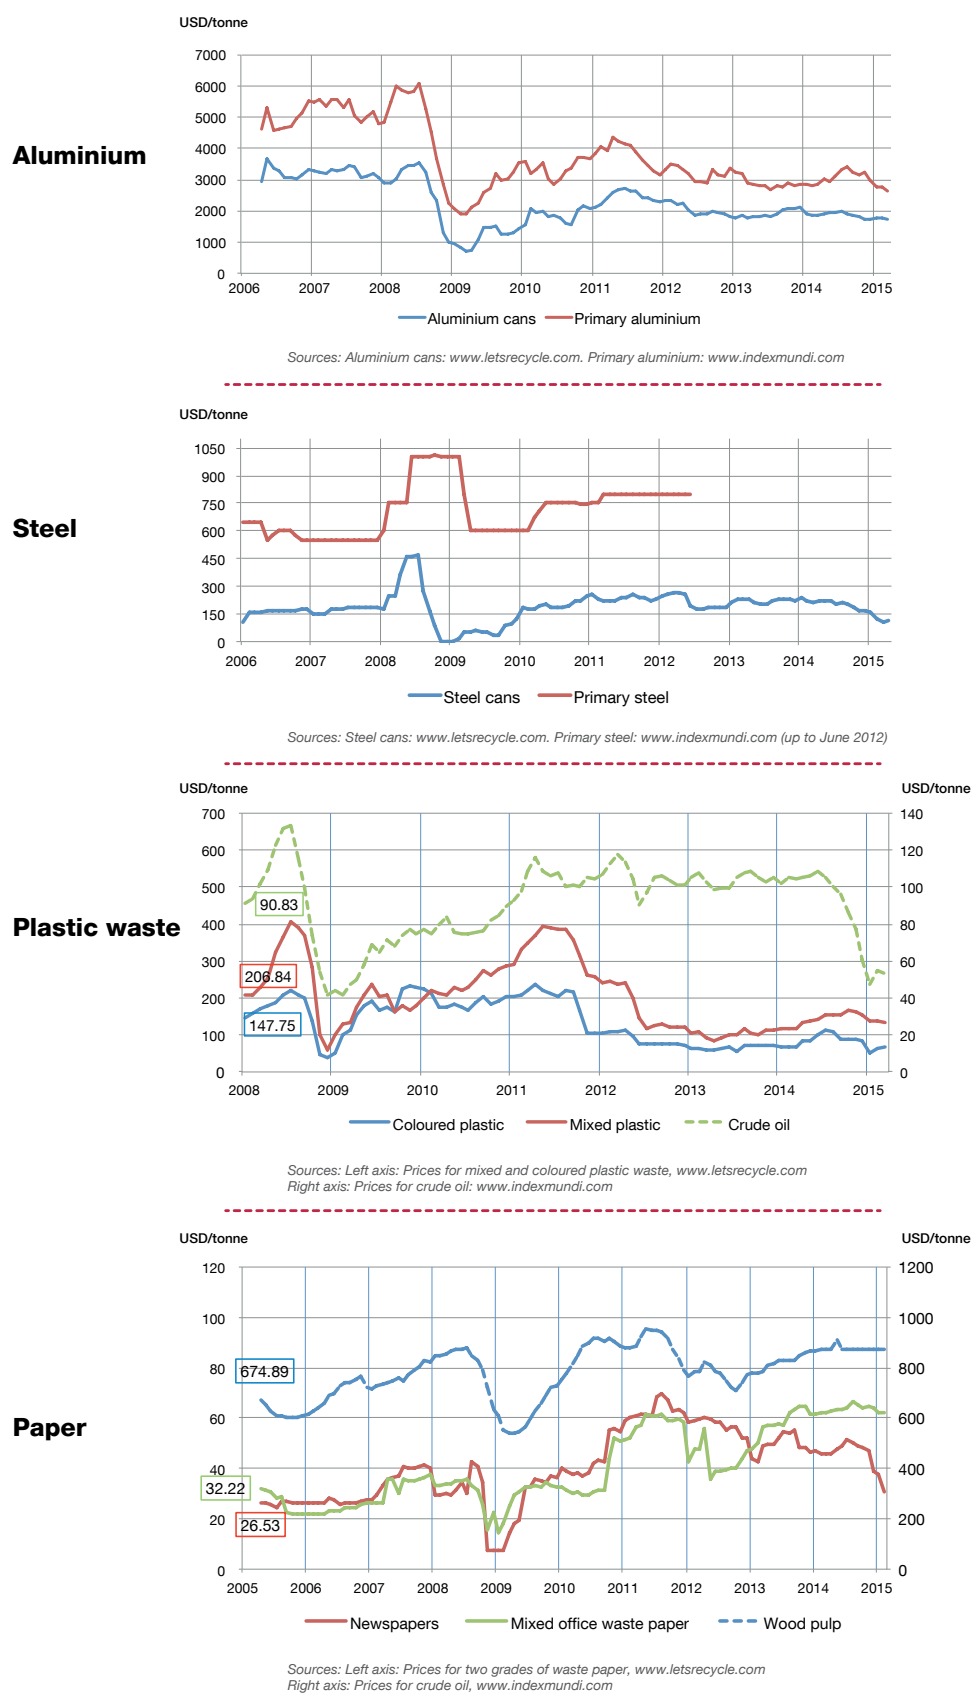 USD/tonne
7000
6000
5000
4000
3000
2000
1000
0
Aluminium
2006 2007 2008 2009 2010 2011 2012 2013 2014 2015
Aluminium cans Primary aluminium
Sources: Aluminium cans: www.letsrecycle.com. Primary aluminium: www.indexmundi.com
USD/tonne
1050
900
750
600
450
300
150
0
Steel
2006 2007 2008 2009 2010 2011 2012 2013 2014 2015
Steel cans Primary steel
Sources: Steel cans: www.letsrecycle.com. Primary steel: www.indexmundi.com (up to June 2012)
USD/tonne USD/tonne
700 140
600 120
500 100
90.83
400 80
Plastic waste
300 60
206.84
200 40
147.75
100 20
0 0
2008 2009 2010 2011 2012 2013 2014 2015
Coloured plastic Mixed plastic Crude oil
Sources: Left axis: Prices for mixed and coloured plastic waste, www.letsrecycle.com
Right axis: Prices for crude oil: www.indexmundi.com
USD/tonne USD/tonne
120 1200
100 1000
80 800
674.89
60 600
Paper
40 400
32.22
20 200
26.53
0 0
2005 2006 2007 2008 2009 2010 2011 2012 2013 2014 2015
Newspapers Mixed office waste paper Wood pulp
Sources: Left axis: Prices for two grades of waste paper, www.letsrecycle.com
Right axis: Prices for crude oil, www.indexmundi.com